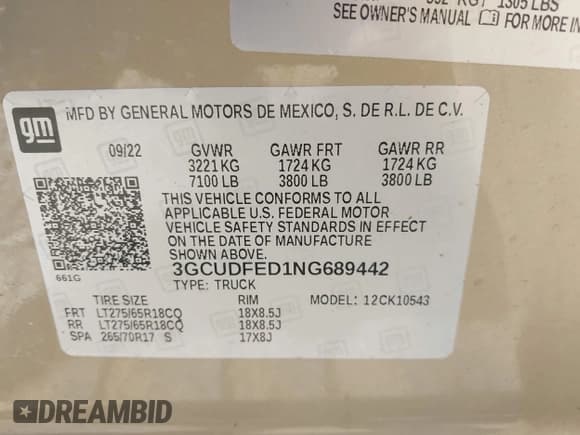 552 KG / 1305 LBS
SEE OWNER'S MANUAL FOR MORE IN
gm
MFD BY GENERAL MOTORS DE MEXICO, S. DE R.L. DE C.V.
09/22 GVWR GAWR FRT GAWR RR
3221 KG 1724 KG 1724 KG
7100 LB 3800 LB 3800 LB
THIS VEHICLE CONFORMS TO ALL
APPLICABLE U.S. FEDERAL MOTOR
VEHICLE SAFETY STANDARDS IN EFFECT
ON THE DATE OF MANUFACTURE
SHOWN ABOVE.
661G
3GCUDFED1NG689442
TYPE: TRUCK
TIRE SIZE RIM MODEL: 12CK10543
FRT LT275/65R18CQ 18X8.5J
RR LT275/65R18CQ 18X8.5J
SPA 265/70R17 S 17X8J
DREAMBID